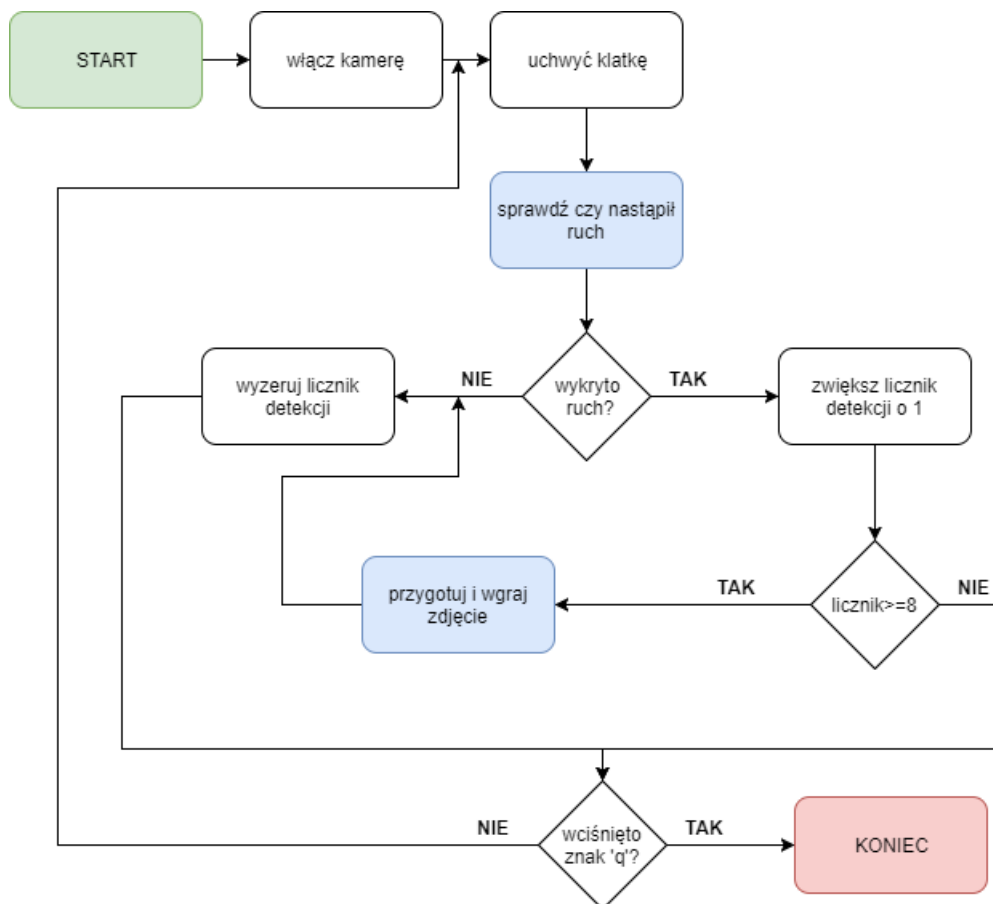 START
włącz kamerę
uchwyć klatkę
sprawdź czy nastąpił
ruch
wyzeruj licznik
detekcji
NIE
wykryto
ruch?
TAK
zwiększ licznik
detekcji o 1
przygotuj i wgraj
zdjęcie
TAK
licznik>=8
NIE
NIE
wciśnięto
znak 'q'?
TAK
KONIEC